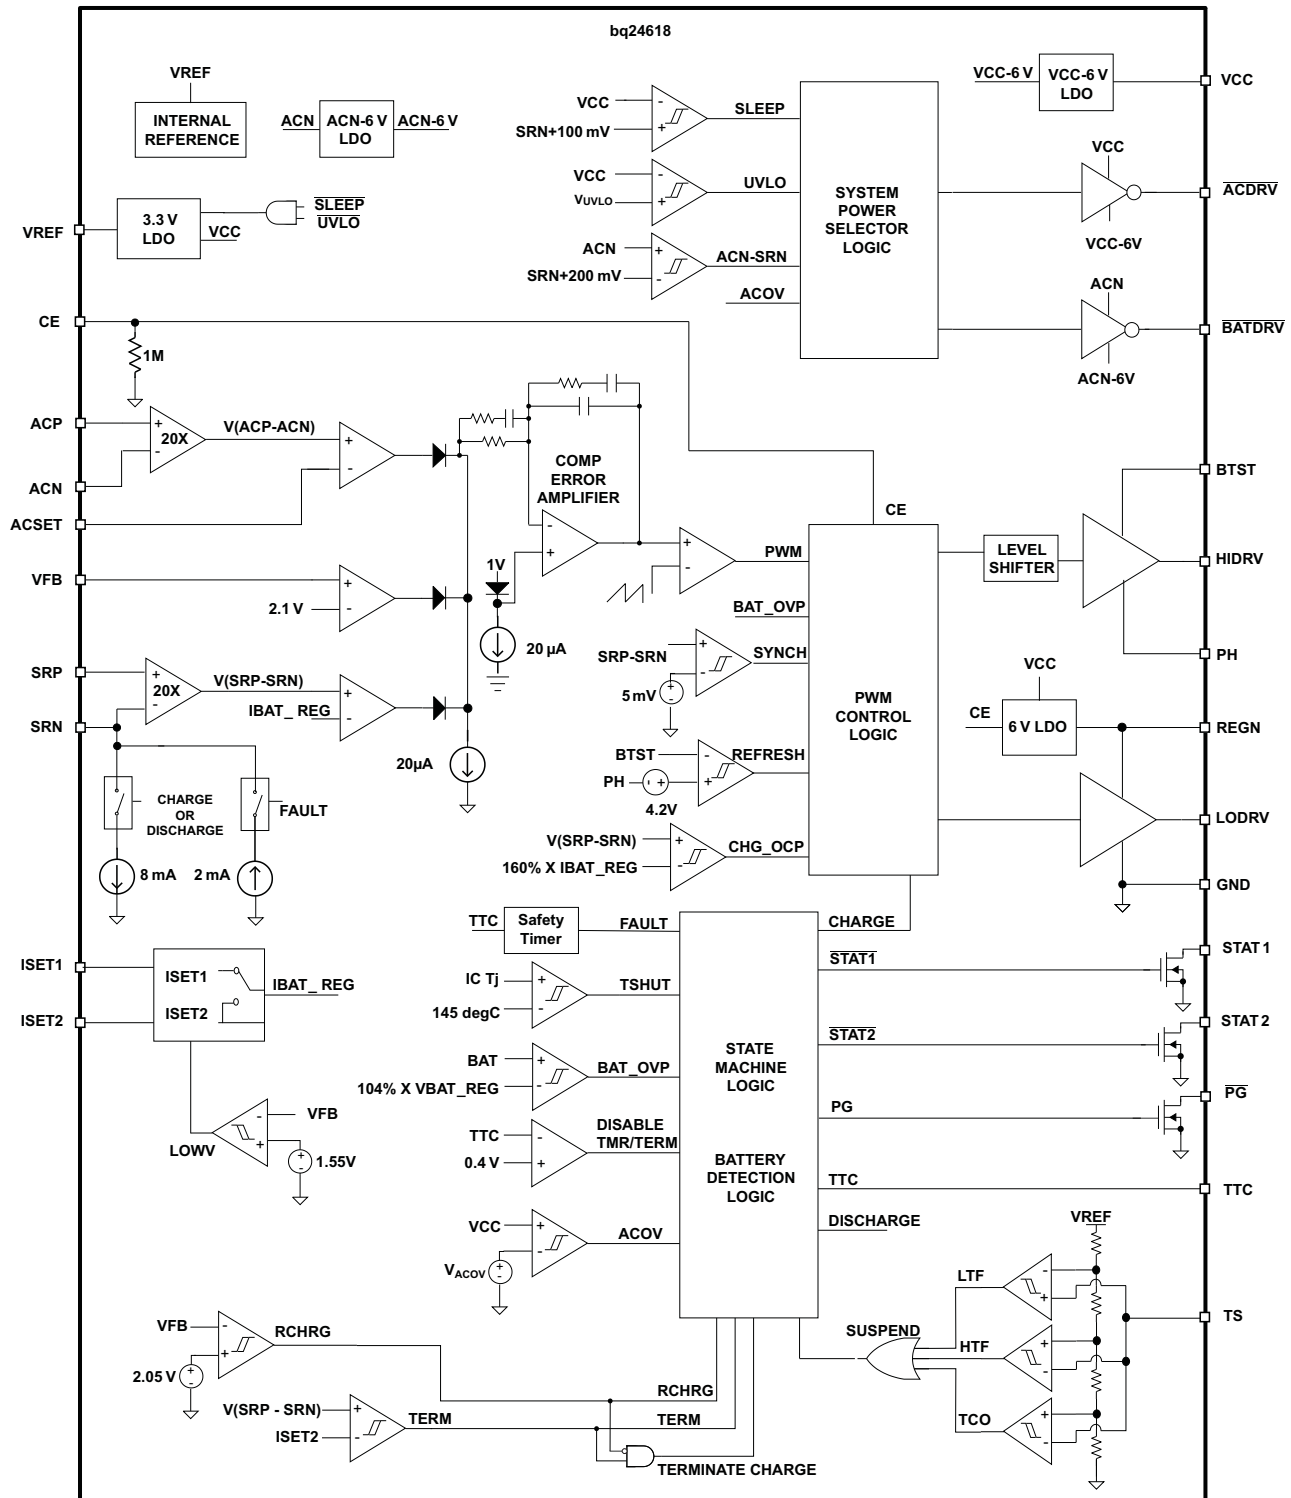 bq24618
VREF
INTERNAL
REFERENCE
ACN
ACN-6 V
LDO
ACN-6 V
VREF
3.3 V
LDO
VCC
SLEEP
UVLO
VCC
SRN+100 mV
-
+
SLEEP
VCC
VUVLO
-
+
UVLO
ACN
SRN+200 mV
+
-
ACN-SRN
ACOV
SYSTEM
POWER
SELECTOR
LOGIC
VCC-6 V
VCC-6 V
LDO
VCC
VCC
VCC-6V
ACDRV
ACN
ACN-6V
BATDRV
CE
1M
ACP
ACN
+
-
20X
V(ACP-ACN)
+
-
ACSET
VFB
2.1 V
+
-
SRP
SRN
+
-
20X
V(SRP-SRN)
IBAT_ REG
+
-
20µA
COMP
ERROR
AMPLIFIER
-
+
1V
20 µA
+
-
PWM
BAT_OVP
SRP-SRN
5 mV
+
-
+
-
SYNCH
BTST
PH
- +
4.2V
-
+
REFRESH
V(SRP-SRN)
160% X IBAT_REG
+
-
CHG_OCP
CE
PWM
CONTROL
LOGIC
LEVEL
SHIFTER
BTST
HIDRV
PH
VCC
CE
6 V LDO
REGN
LODRV
GND
CHARGE
OR
DISCHARGE
FAULT
8 mA
2 mA
ISET1
ISET2
ISET1
ISET2
IBAT_ REG
LOWV
-
+
VFB
+
-
1.55V
TTC
Safety
Timer
FAULT
IC Tj
145 degC
+
-
TSHUT
BAT
104% X VBAT_REG
+
-
BAT_OVP
TTC
0.4 V
-
+
DISABLE
TMR/TERM
VCC
VACOV
+
-
+
-
ACOV
STATE
MACHINE
LOGIC
BATTERY
DETECTION
LOGIC
CHARGE
STAT1
STAT 1
STAT2
STAT 2
PG
PG
TTC
TTC
DISCHARGE
VREF
LTF
-
+
TS
SUSPEND
HTF
+
-
TCO
+
-
VFB
2.05 V
+
-
-
+
RCHRG
RCHRG
V(SRP - SRN)
ISET2
+
-
TERM
TERM
TERMINATE CHARGE